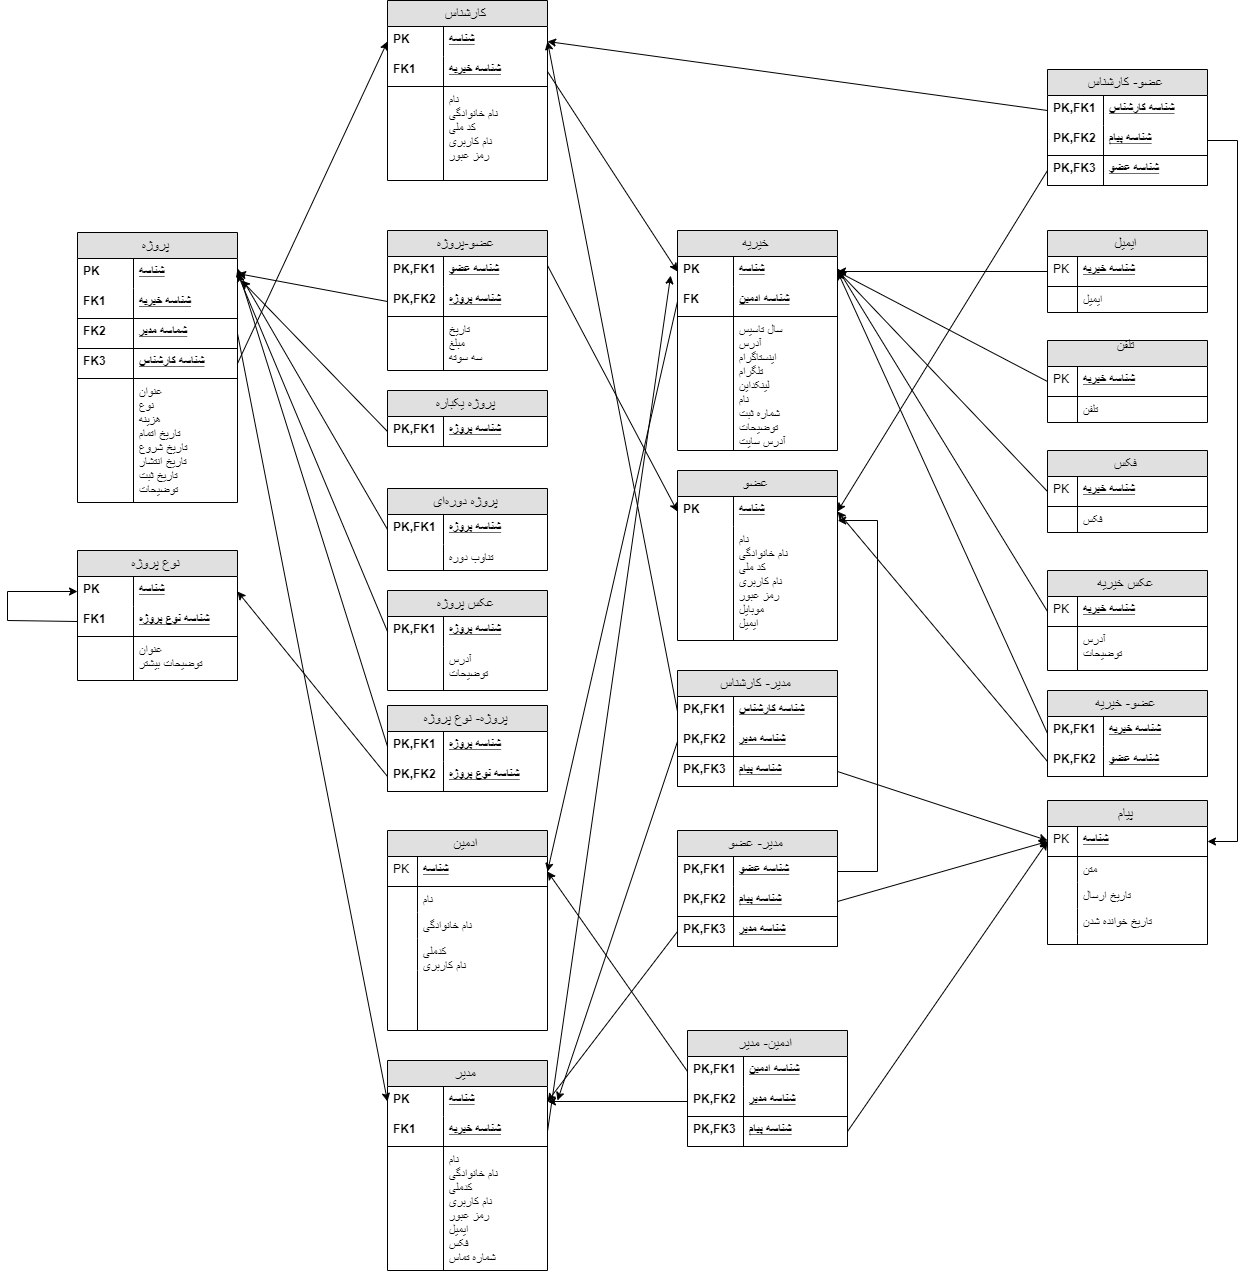 کارشناس
PK شناسه
FK1 شناسه خیریه
نام
نام خانوادگی
کد ملی
نام کاربری
رمز عبور
عضو- کارشناس
PK,FK1 شناسه کارشناس
PK,FK2 شناسه پیام
PK,FK3 شناسه عضو
پروژه
PK شناسه
FK1 شناسه خیریه
FK2 شماسه مدیر
FK3 شناسه کارشناس
عنوان
نوع
هزینه
تاریخ اتمام
تاریخ شروع
تاریخ انتشار
تاریخ ثبت
توضیحات
عضو-پروژه
PK,FK1 شناسه عضو
PK,FK2 شناسه پروژه
تاریخ
مبلغ
سه سوته
خیریه
PK شناسه
FK شناسه ادمین
سال تاسیس
آدرس
اینستاگرام
تلگرام
لینکداین
نام
شماره ثبت
توضیحات
آدرس سایت
ایمیل
PK شناسه خیریه
ایمیل
تلفن
PK شناسه خیریه
تلفن
پروژه یکباره
PK,FK1 شناسه پروژه
فکس
PK شناسه خیریه
فکس
عضو
PK شناسه
نام
نام خانوادگی
کد ملی
نام کاربری
رمز عبور
موبایل
ایمیل
پروژه دوره‌ای
PK,FK1 شناسه پروژه
تناوب دوره
نوع پروژه
PK شناسه
FK1 شناسه نوع پروژه
عنوان
توضیحات بیشتر
عکس خیریه
PK شناسه خیریه
آدرس
توضیحات
عکس پروژه
PK,FK1 شناسه پروژه
آدرس
توضیحات
مدیر- کارشناس
PK,FK1 شناسه کارشناس
PK,FK2 شناسه مدیر
PK,FK3 شناسه پیام
عضو- خیریه
PK,FK1 شناسه خیریه
PK,FK2 شناسه عضو
پروژه- نوع پروژه
PK,FK1 شناسه پروژه
PK,FK2 شناسه نوع پروژه
پیام
PK شناسه
متن
تاریخ ارسال
تاریخ خوانده شدن
ادمین
PK شناسه
نام
نام خانوادگی
کدملی
نام کاربری
مدیر- عضو
PK,FK1 شناسه عضو
PK,FK2 شناسه پیام
PK,FK3 شناسه مدیر
ادمین- مدیر
PK,FK1 شناسه ادمین
PK,FK2 شناسه مدیر
PK,FK3 شناسه پیام
مدیر
PK شناسه
FK1 شناسه خیریه
نام
نام خانوادگی
کدملی
نام کاربری
رمز عبور
ایمیل
فکس
شماره تماس